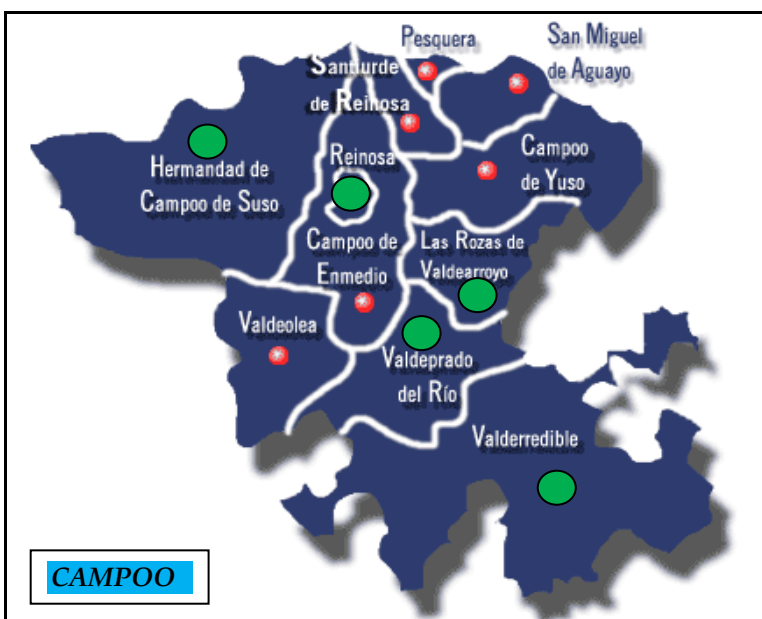 Pesquera
San Miguel
de Aguayo
Santiurde
de Reinosa
Hermandad de
Campoo de Suso
Reinosa
Campoo
de Yuso
Campoo de
Enmedio
Las Rozas de
Valdearroyo
Valdeolea
Valdeprado
del Río
Valderredible
CAMPOO